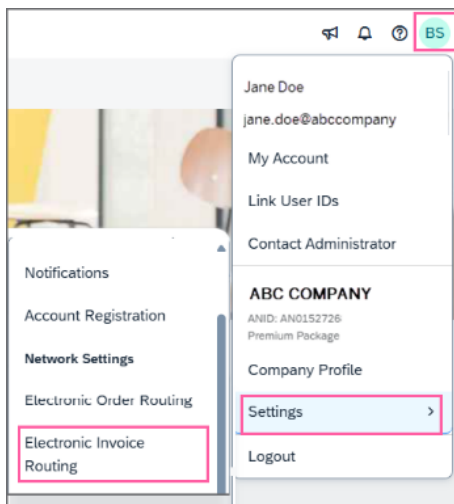 BS
Jane Doe
jane.doe@abccompany
My Account
Link User IDs
Contact Administrator
ABC COMPANY
ANID: AN0152726
Premium Package
Company Profile
Settings
Logout
Notifications
Account Registration
Network Settings
Electronic Order Routing
Electronic Invoice
Routing